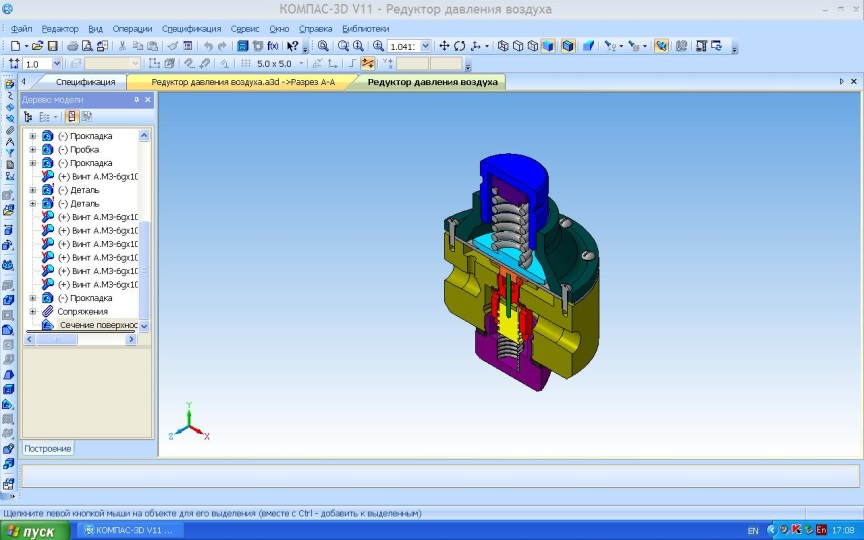 КОМПАС-3D V11 - Редуктор давления воздуха
Файл Редактор Вид Операции Спецификация Сервис Окно Справка Библиотеки
1.041
1.0 5.0 x 5.0
Спецификация Редуктор давления воздуха.a3d ->Разрез А-А Редуктор давления воздуха
Дерево модели
(-) Прокладка
(-) Пробка
(-) Прокладка
(+) Винт А.М3-6gx10
(-) Деталь
(-) Деталь
(+) Винт А.М3-6gx10
(+) Винт А.М3-6gx10
(+) Винт А.М3-6gx10
(+) Винт А.М3-6gx10
(+) Винт А.М3-6gx10
(+) Винт А.М3-6gx10
(-) Прокладка
Сопряжения
Сечение поверхнос
Y
Z X
Построение
Щелкните левой кнопкой мыши на объекте для его выделения (вместе с Ctrl - добавить к выделенным)
пуск КОМПАС-3D V11 ... EN En 17:08